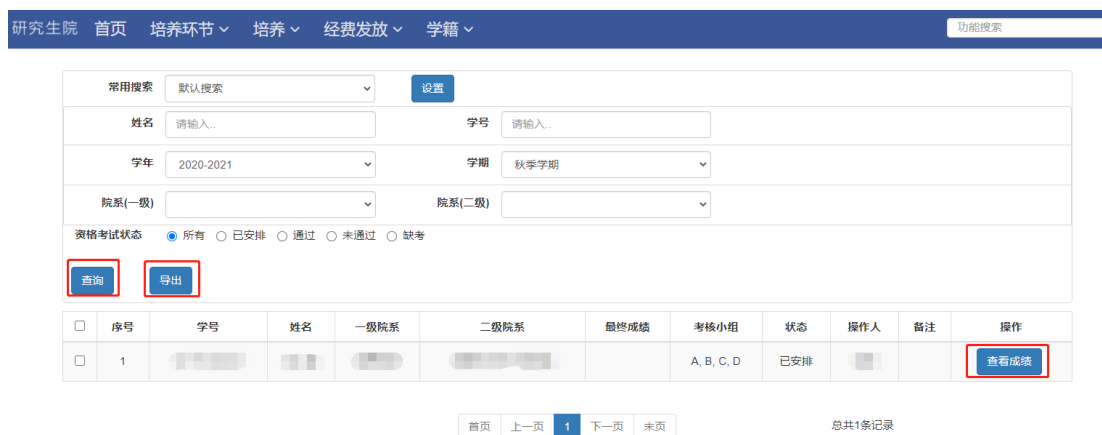 研究生院 首页 培养环节 培养 经费发放 学籍 功能搜索
常用搜索 默认搜索 设置
姓名 请输入.. 学号 请输入..
学年 2020-2021 学期 秋季学期
院系(一级) 院系(二级)
资格考试状态 所有 已安排 通过 未通过 缺考
查询 导出
序号 学号 姓名 一级院系 二级院系 最终成绩 考核小组 状态 操作人 备注 操作
1 A, B, C, D 已安排 查看成绩
首页 上一页 1 下一页 末页 总共1条记录